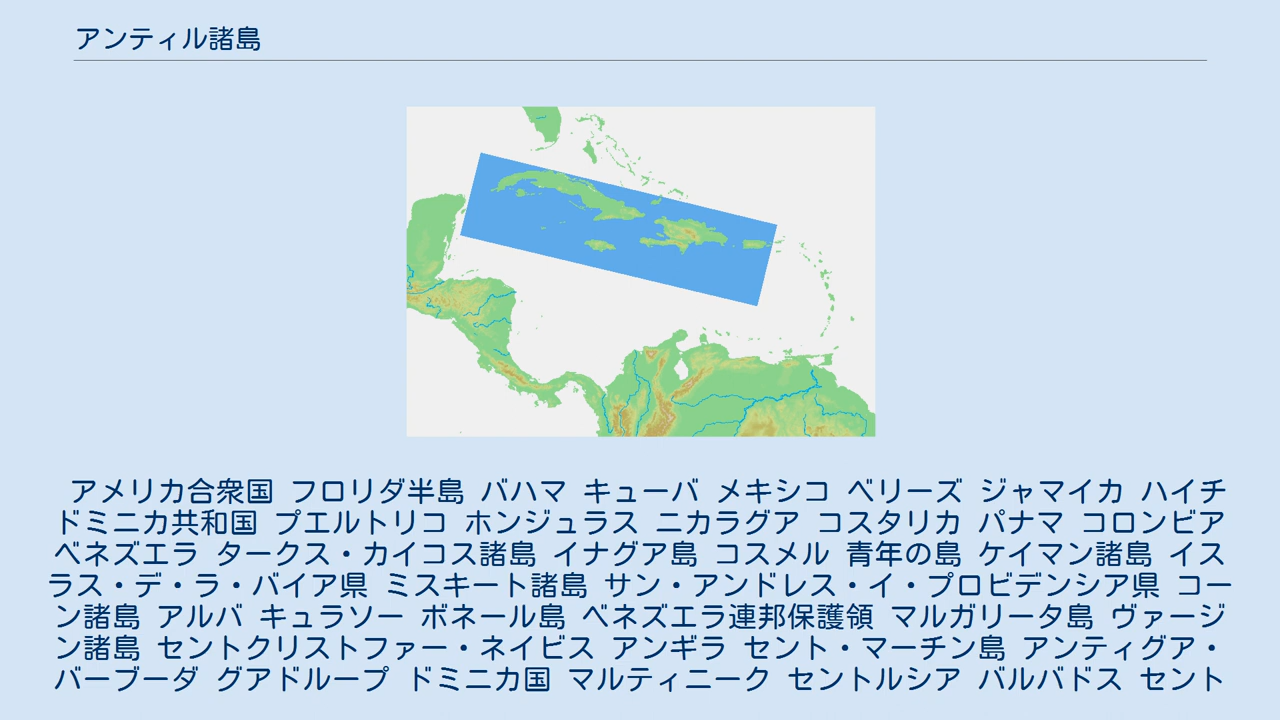 アンティル諸島
アメリカ合衆国 フロリダ半島 バハマ キューバ メキシコ ベリーズ ジャマイカ ハイチ
ドミニカ共和国 プエルトリコ ホンジュラス ニカラグア コスタリカ パナマ コロンビア
ベネズエラ タークス・カイコス諸島 イナグア島 コスメル 青年の島 ケイマン諸島 イス
ラス・デ・ラ・バイア県 ミスキート諸島 サン・アンドレス・イ・プロビデンシア県 コー
ン諸島 アルバ キュラソー ボネール島 ベネズエラ連邦保護領 マルガリータ島 ヴァージ
ン諸島 セントクリストファー・ネイビス アンギラ セント・マーチン島 アンティグア・
バーブーダ グアドループ ドミニカ国 マルティニーク セントルシア バルバドス セント